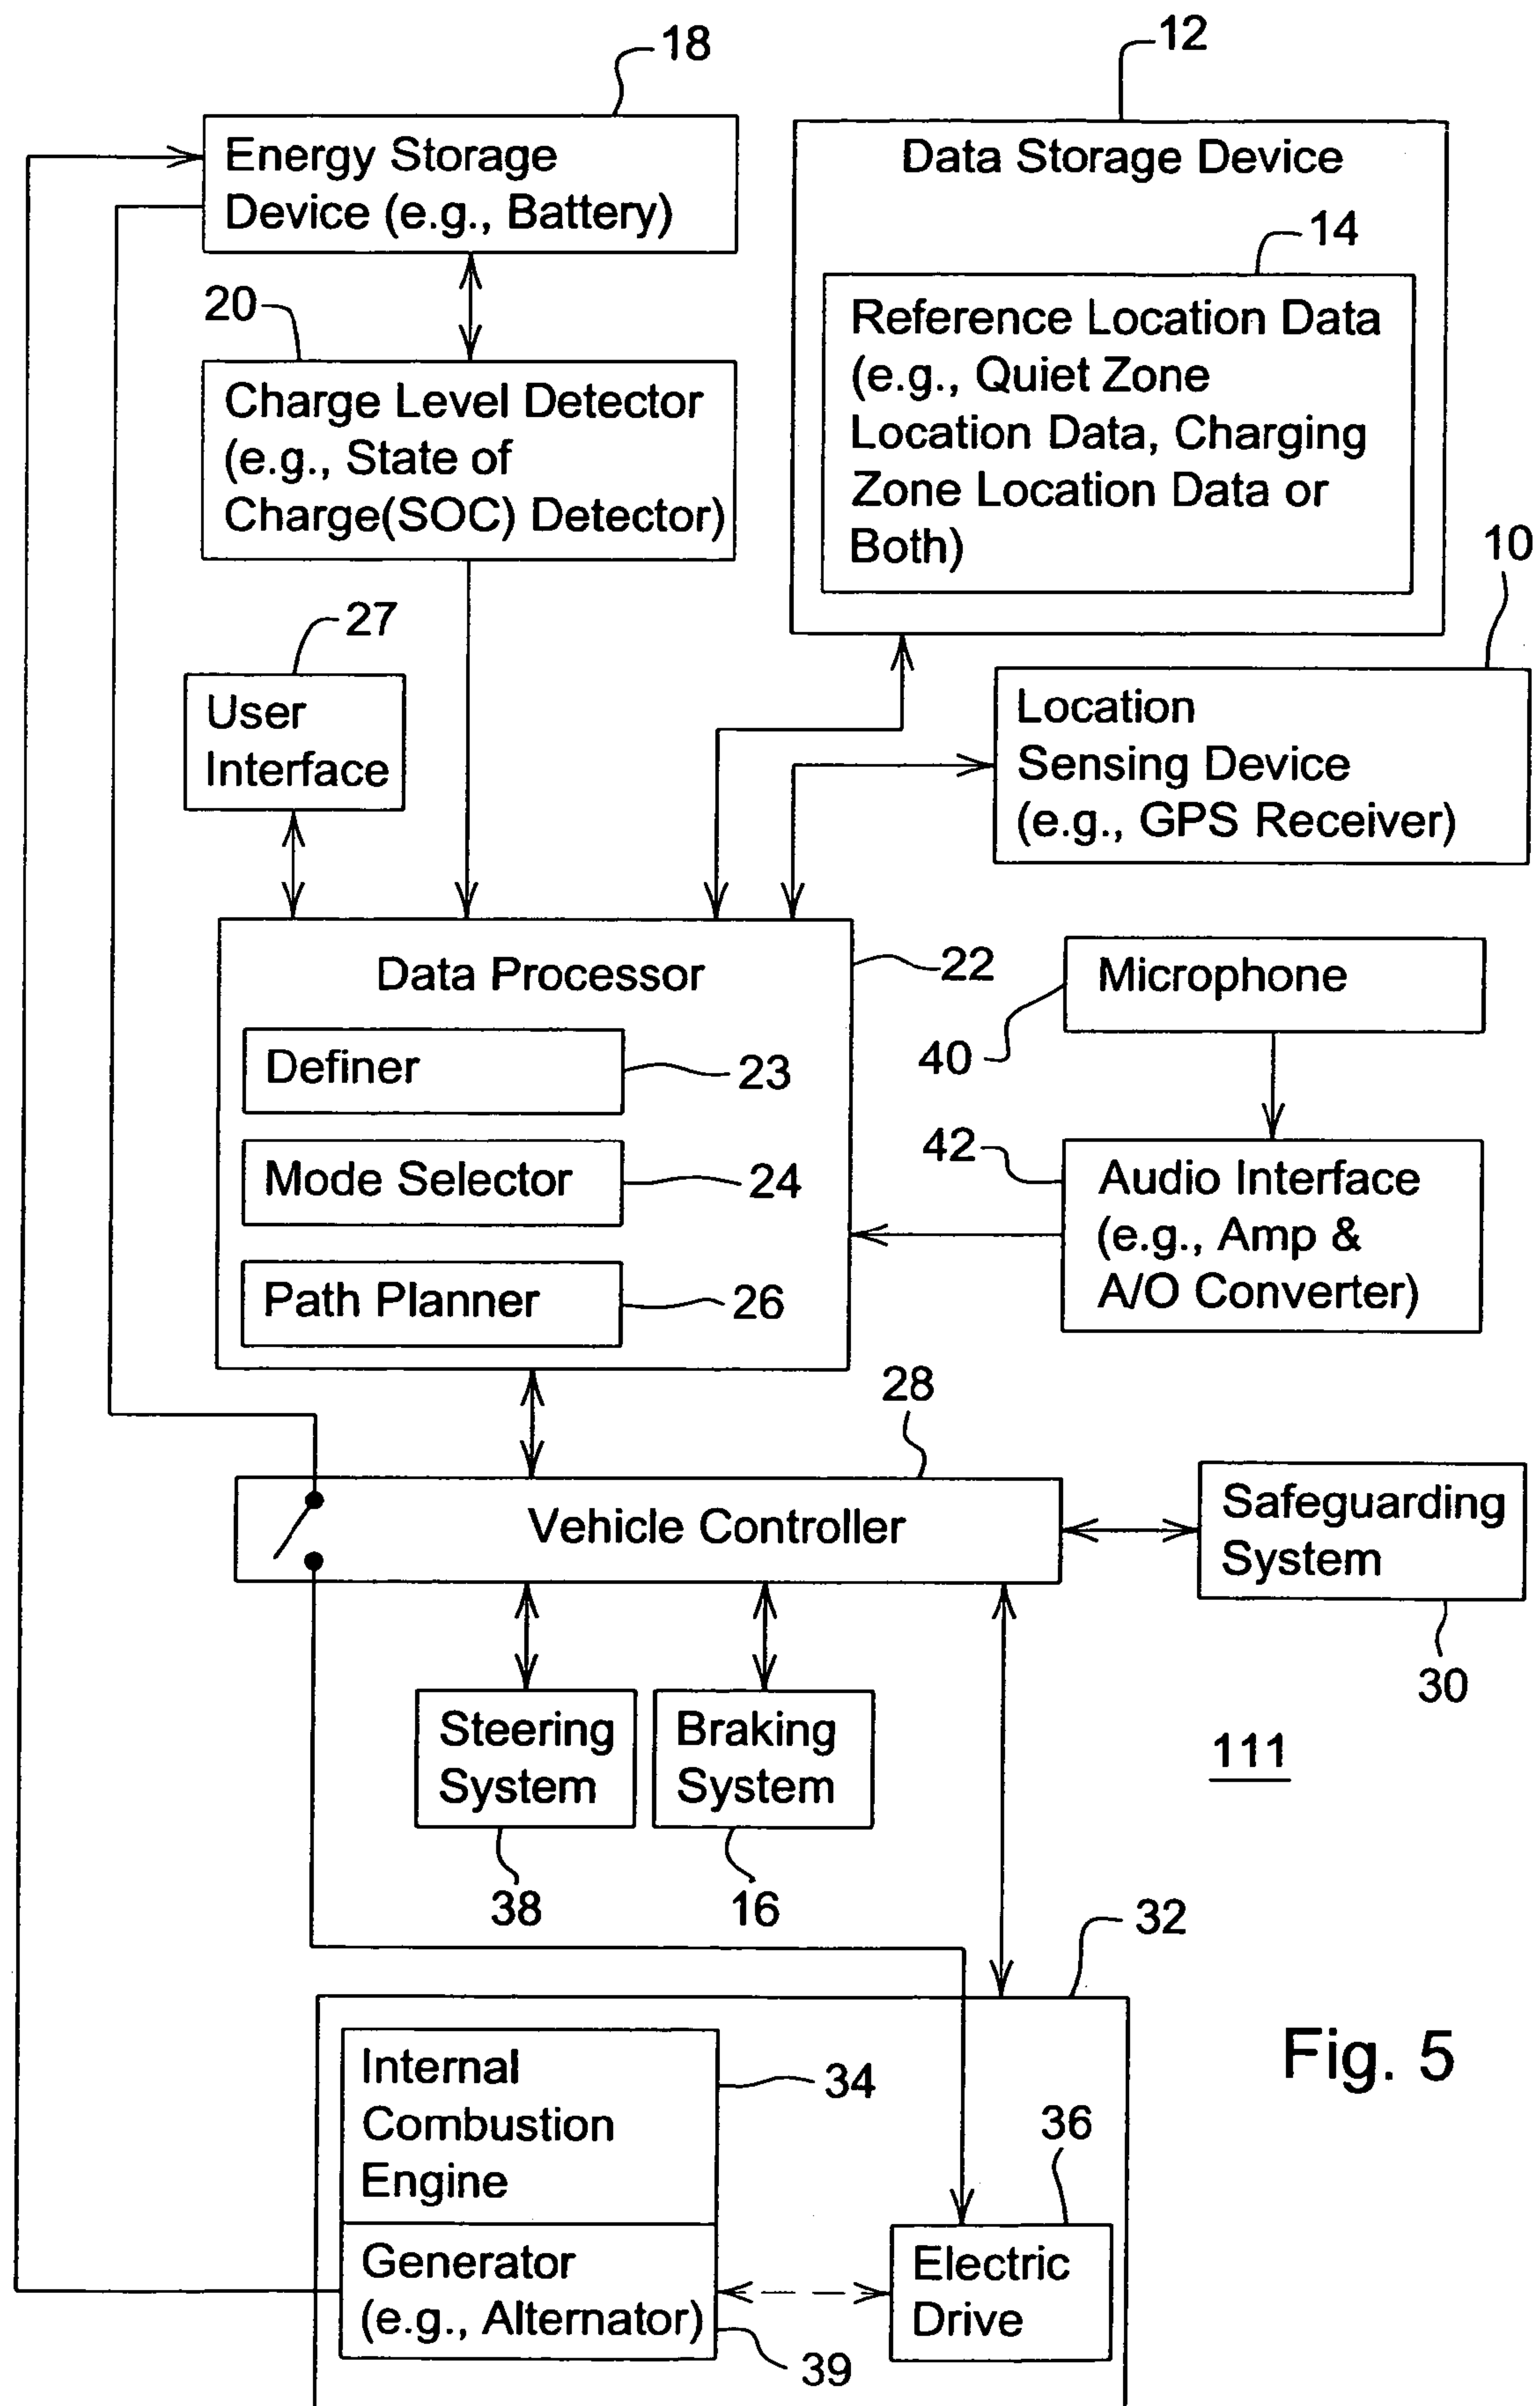 18
12
Energy Storage
Device (e.g., Battery)
Data Storage Device
14
20
Reference Location Data
(e.g., Quiet Zone
Location Data, Charging
Zone Location Data or
Both)
Charge Level Detector
(e.g., State of
Charge(SOC) Detector)
10
27
User
Interface
Location
Sensing Device
(e.g., GPS Receiver)
Data Processor
22
Microphone
40
Definer
23
42
Mode Selector
24
Audio Interface
(e.g., Amp &
A/O Converter)
Path Planner
26
28
Vehicle Controller
Safeguarding
System
30
Steering
System
Braking
System
111
38
16
32
Internal
Combustion
Engine
34
Fig. 5
36
Generator
(e.g., Alternator)
Electric
Drive
39